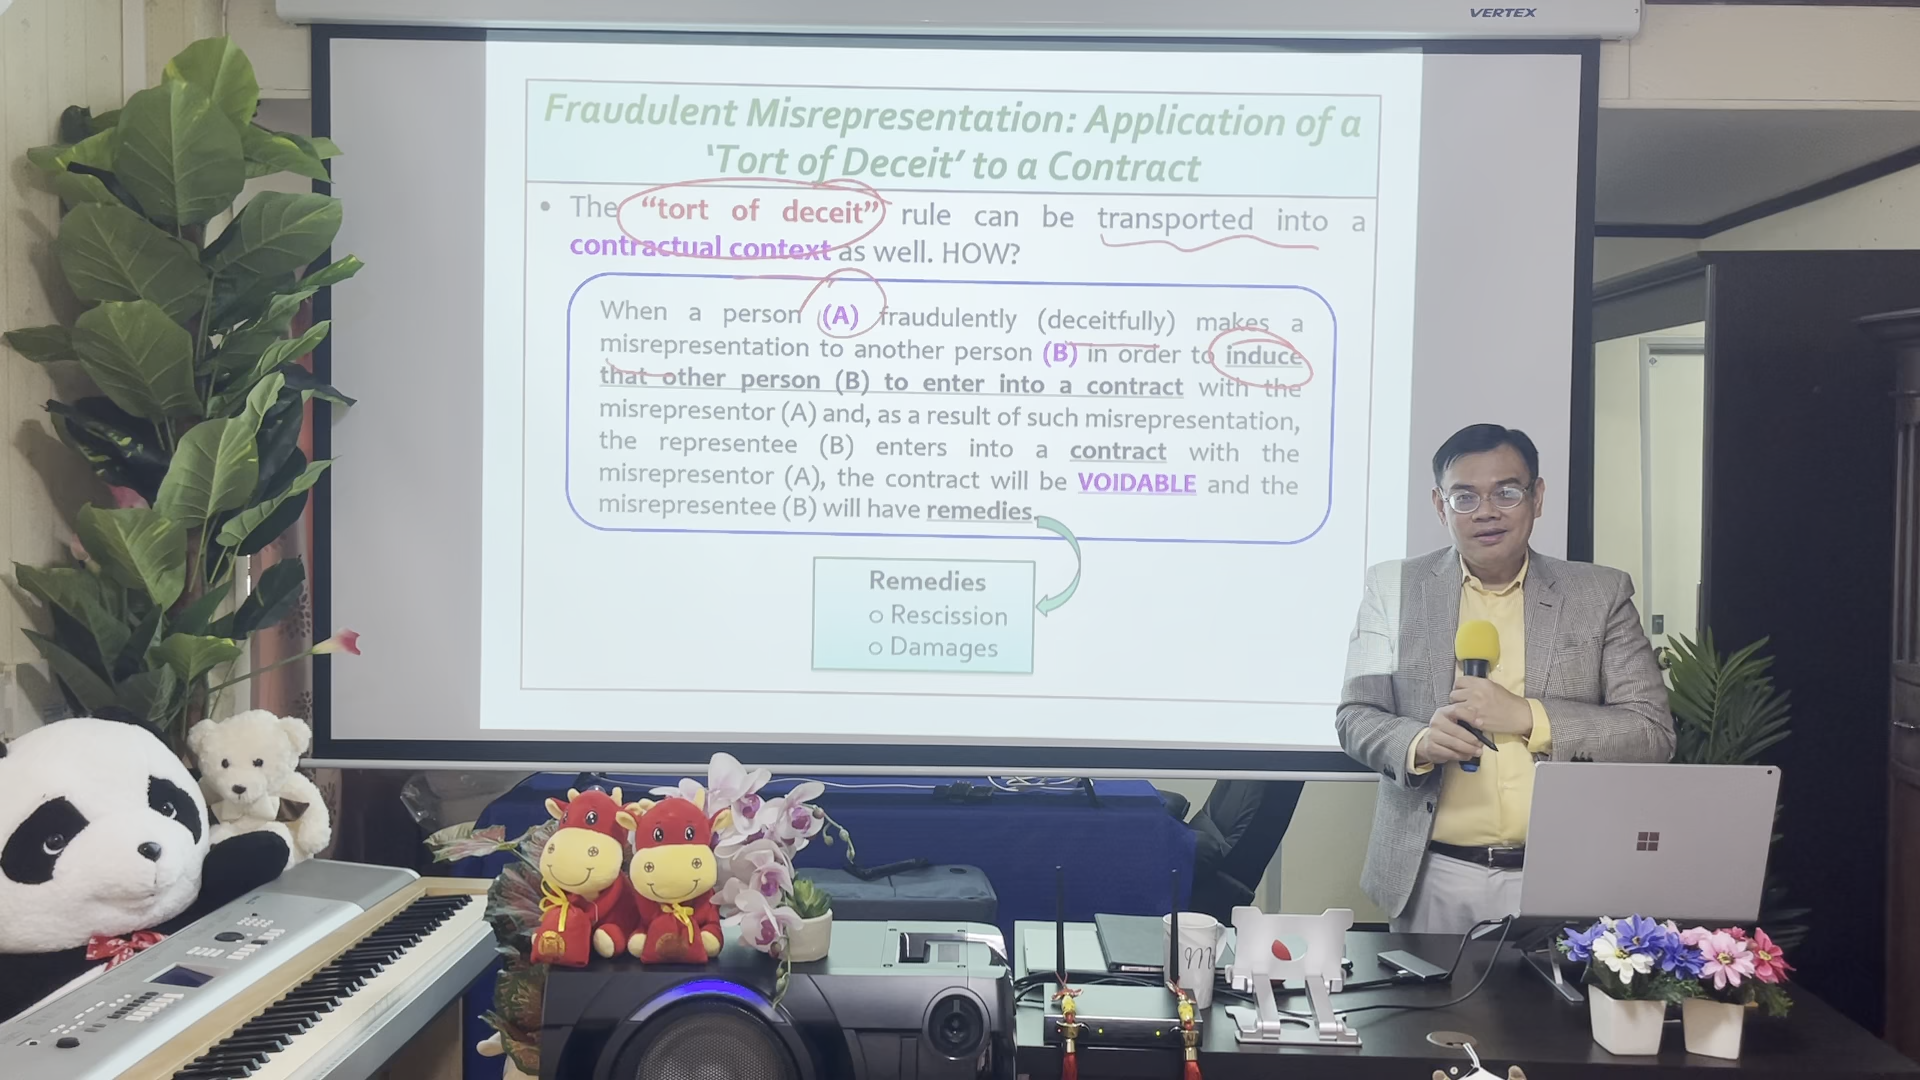 VERTEX
Fraudulent Misrepresentation: Application of a
'Tort of Deceit' to a Contract
• The "tort of deceit" rule can be transported into a
contractual context as well. HOW?
When a person (A) fraudulently (deceitfully) makes a
misrepresentation to another person (B) in order to induce
that other person (B) to enter into a contract with the
misrepresentor (A) and, as a result of such misrepresentation,
the representee (B) enters into a contract with the
misrepresentor (A), the contract will be VOIDABLE and the
misrepresentee (B) will have remedies.
Remedies
o Rescission
o Damages